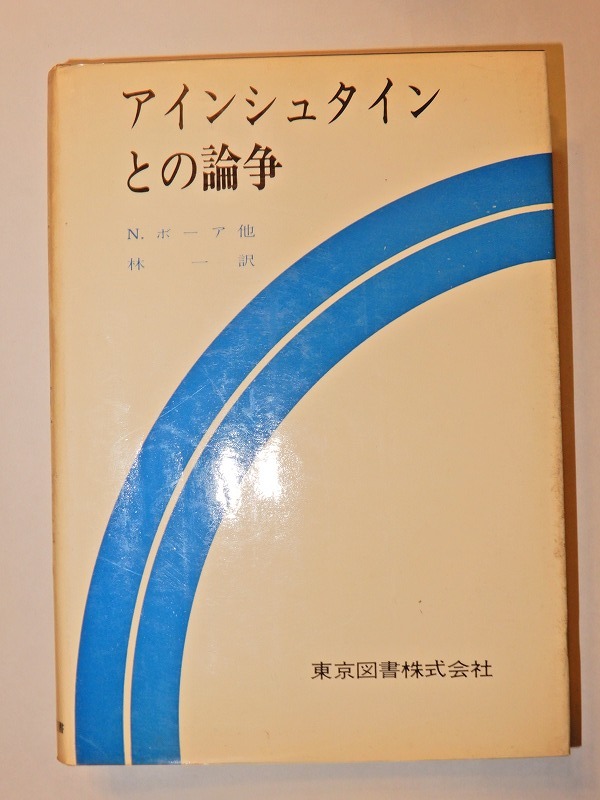 アインシュタイン
との論争
N. ボーア他
林 一 訳
東京図書株式会社